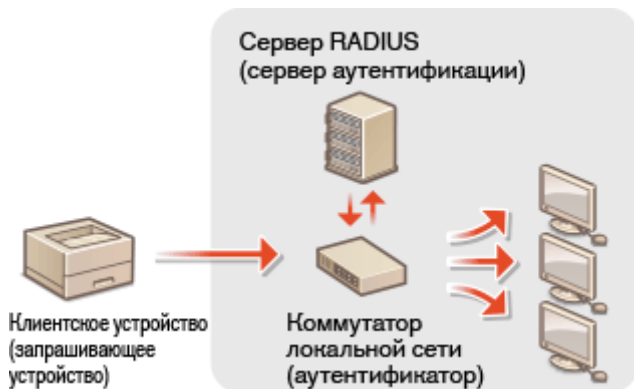 Сервер RADIUS
(сервер аутентификации)
Клиентское устройство
(запрашивающее
устройство)
Коммутатор
локальной сети
(аутентификатор)